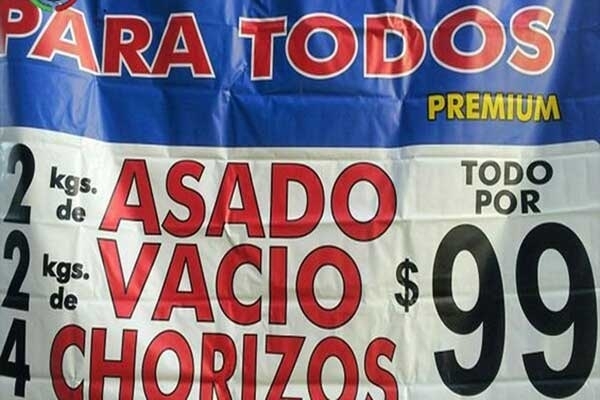 PARA TODOS
PREMIUM
2 kgs. de ASADO
2 kgs. de VACIO
4 CHORIZOS
TODO POR
$99